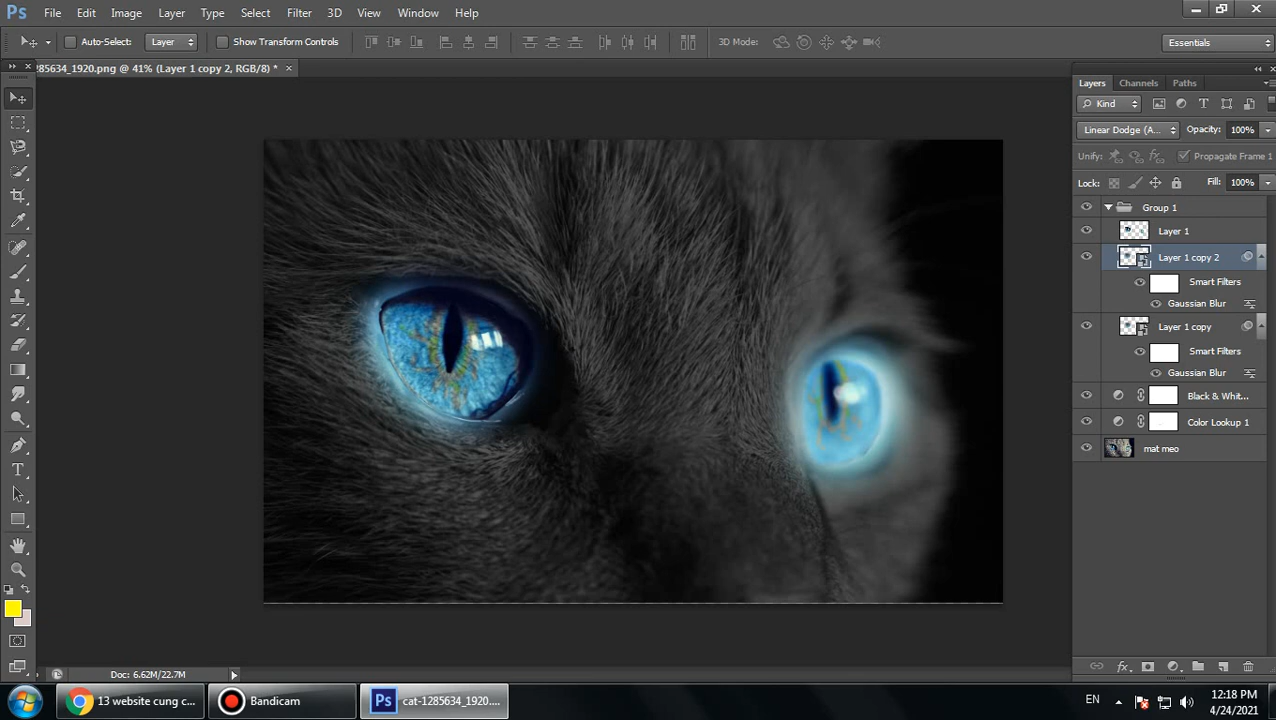 Ps File Edit Image Layer Type Select Filter 3D View Window Help
Auto-Select: Layer Show Transform Controls 3D Mode: Essentials
285634_1920.png @ 41% (Layer 1 copy 2, RGB/8) * ×
Layers Channels Paths
Kind
Linear Dodge (A... Opacity: 100%
Unify: Propagate Frame 1
Lock: Fill: 100%
Group 1
Layer 1
Layer 1 copy 2
Smart Filters
Gaussian Blur
Layer 1 copy
Smart Filters
Gaussian Blur
Black & Whit...
Color Lookup 1
mat meo
Doc: 6.62M/22.7M
13 website cung c... Bandicam Ps cat-1285634_1920.... EN 12:18 PM
4/24/2021